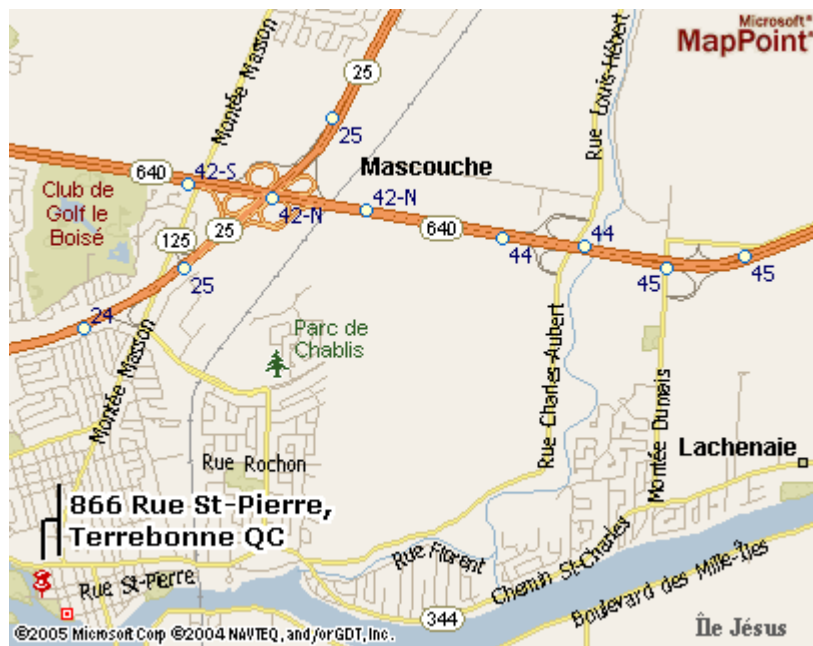 Microsoft®
MapPoint®
Montée Masson
25
Rue Louis-Hébert
25
640
42-S
Mascouche
Club de
Golf le
Boisé
42-N
42-N
640
125
25
44
44
25
45
45
24
Parc de
Chablis
Montée Masson
Rue Charles-Aubert
Montée Dumais
Lachenaie
Rue Rochon
866 Rue St-Pierre,
Terrebonne QC
Rue Florent
Rue St-Pierre
Chemin St-Charles
Boulevard des Mille-Îles
344
Île Jésus
©2005 Microsoft Corp ©2004 NAVTEQ, and/or GDT, Inc.